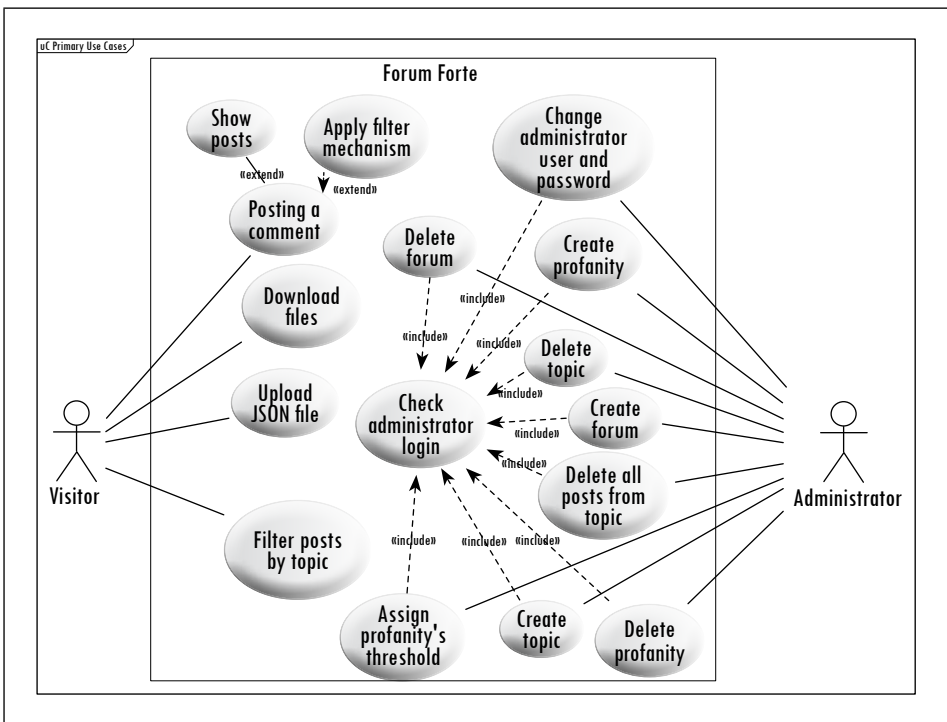 uC Primary Use Cases
Forum Forte
Show
posts
Apply filter
mechanism
Change
administrator
user and
password
«extend»
«extend»
Posting a
comment
Delete
forum
Create
profanity
Download
files
«include»
«include»
«include»
Delete
topic
Upload
JSON file
Check
administrator
login
«include»
Create
forum
«include»
«include»
Delete all
posts from
topic
Visitor
Administrator
Filter posts
by topic
«include»
«include»
«include»
Assign
profanity's
threshold
Create
topic
Delete
profanity